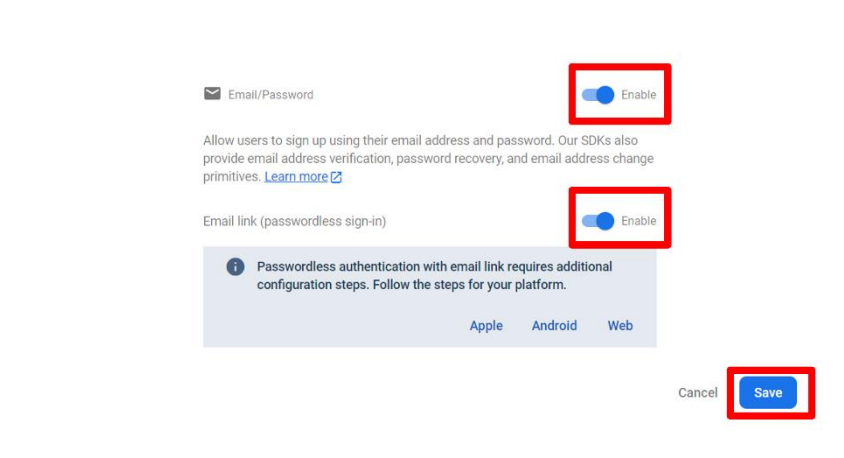 Email/Password
Enable
Allow users to sign up using their email address and password. Our SDKs also
provide email address verification, password recovery, and email address change
primitives. Learn more
Email link (passwordless sign-in)
Enable
Passwordless authentication with email link requires additional
configuration steps. Follow the steps for your platform.
Apple Android Web
Cancel Save